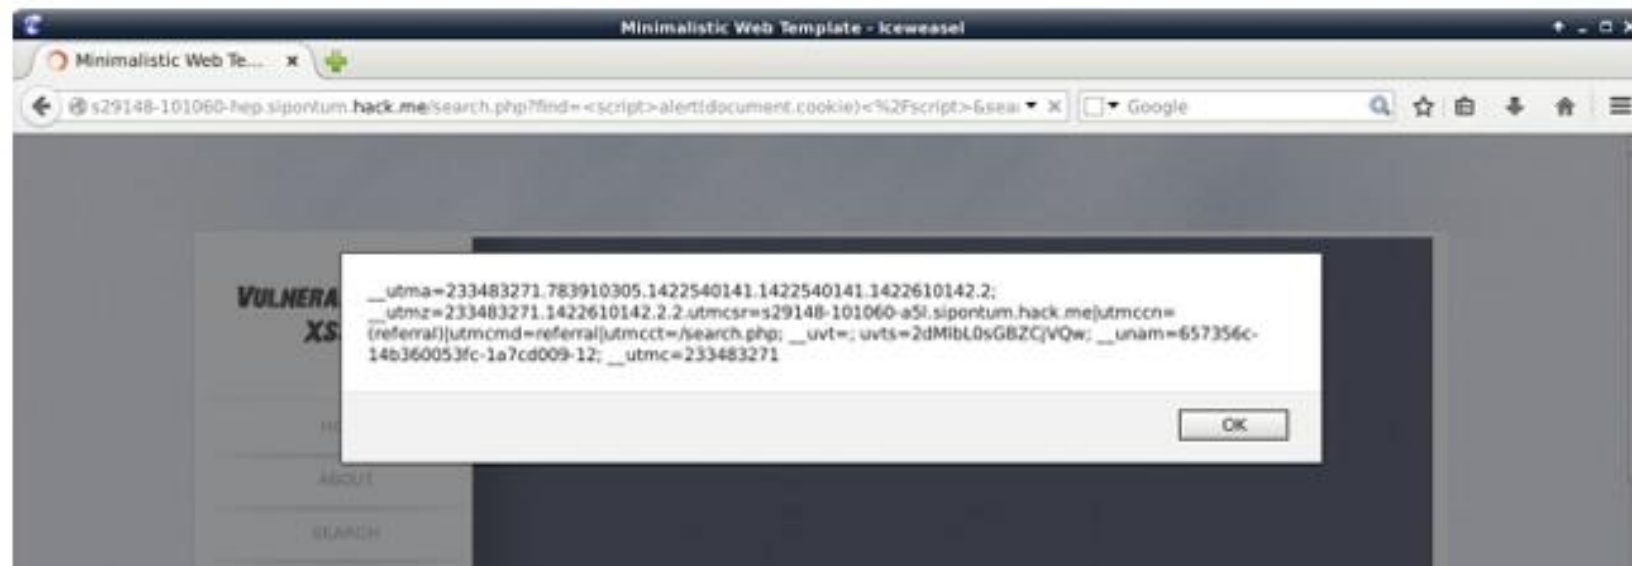 Minimalistic Web Template - Iceweasel
Minimalistic Web Te...
s29148-101060-hep.sipontum.hack.me/search.php?find=<script>alert(document.cookie)<%2Fscript>&sea
Google
VULNERA
XS
__utma=233483271.783910305.1422540141.1422540141.1422610142.2;
__utmz=233483271.1422610142.2.2.utmcsr=s29148-101060-a5l.sipontum.hack.me|utmccn=
(referral)|utmcmd=referral|utmcct=/search.php; __uvt=; uvts=2dMIbL0sGBZCjVQw; __unam=657356c-
14b360053fc-1a7cd009-12; __utmc=233483271
OK
HO
ABOUT
SEARCH